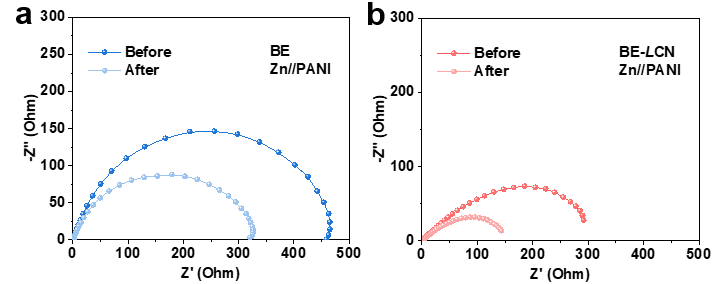 a
300
250
200
150
100
50
0
-Z'' (Ohm)
Before
After
BE
Zn//PANI
0 100 200 300 400 500
Z' (Ohm)
b
300
200
100
0
-Z'' (Ohm)
Before
After
BE-LCN
Zn//PANI
0 100 200 300 400 500
Z' (Ohm)